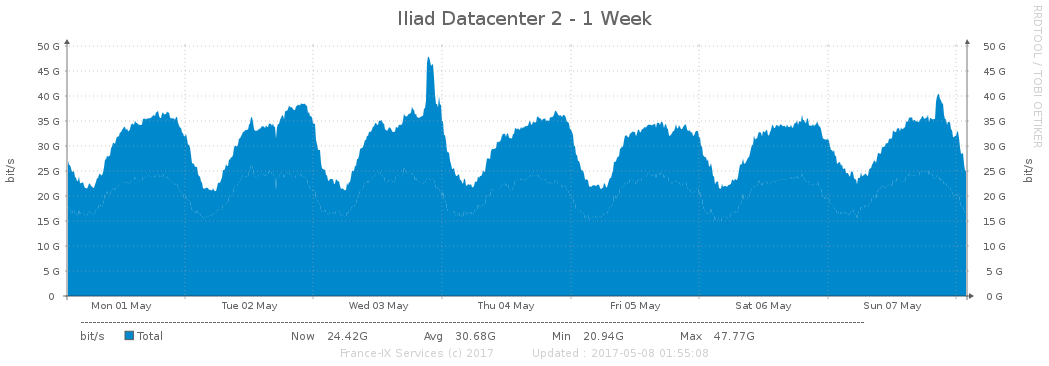 Iliad Datacenter 2 - 1 Week
RRDTOOL / TOBI OETIKER
bit/s
50 G 50 G
45 G 45 G
40 G 40 G
35 G 35 G
30 G 30 G
25 G 25 G
20 G 20 G
15 G 15 G
10 G 10 G
5 G 5 G
0 0 G
bit/s
Mon 01 May Tue 02 May Wed 03 May Thu 04 May Fri 05 May Sat 06 May Sun 07 May
bit/s Total Now 24.42G Avg 30.68G Min 20.94G Max 47.77G
France-IX Services (c) 2017 Updated : 2017-05-08 01:55:08